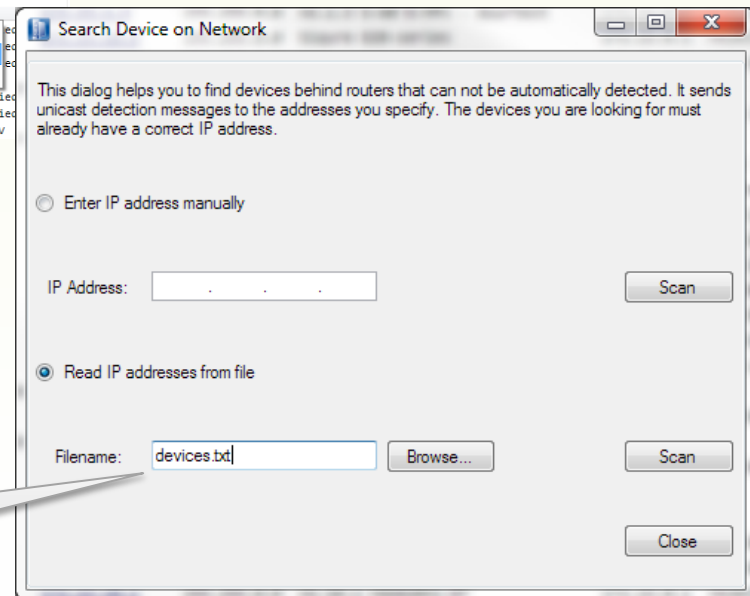 Search Device on Network
This dialog helps you to find devices behind routers that can not be automatically detected. It sends
unicast detection messages to the addresses you specify. The devices you are looking for must
already have a correct IP address.
Enter IP address manually
IP Address: . . . Scan
Read IP addresses from file
Filename: devices.txt Browse... Scan
Close